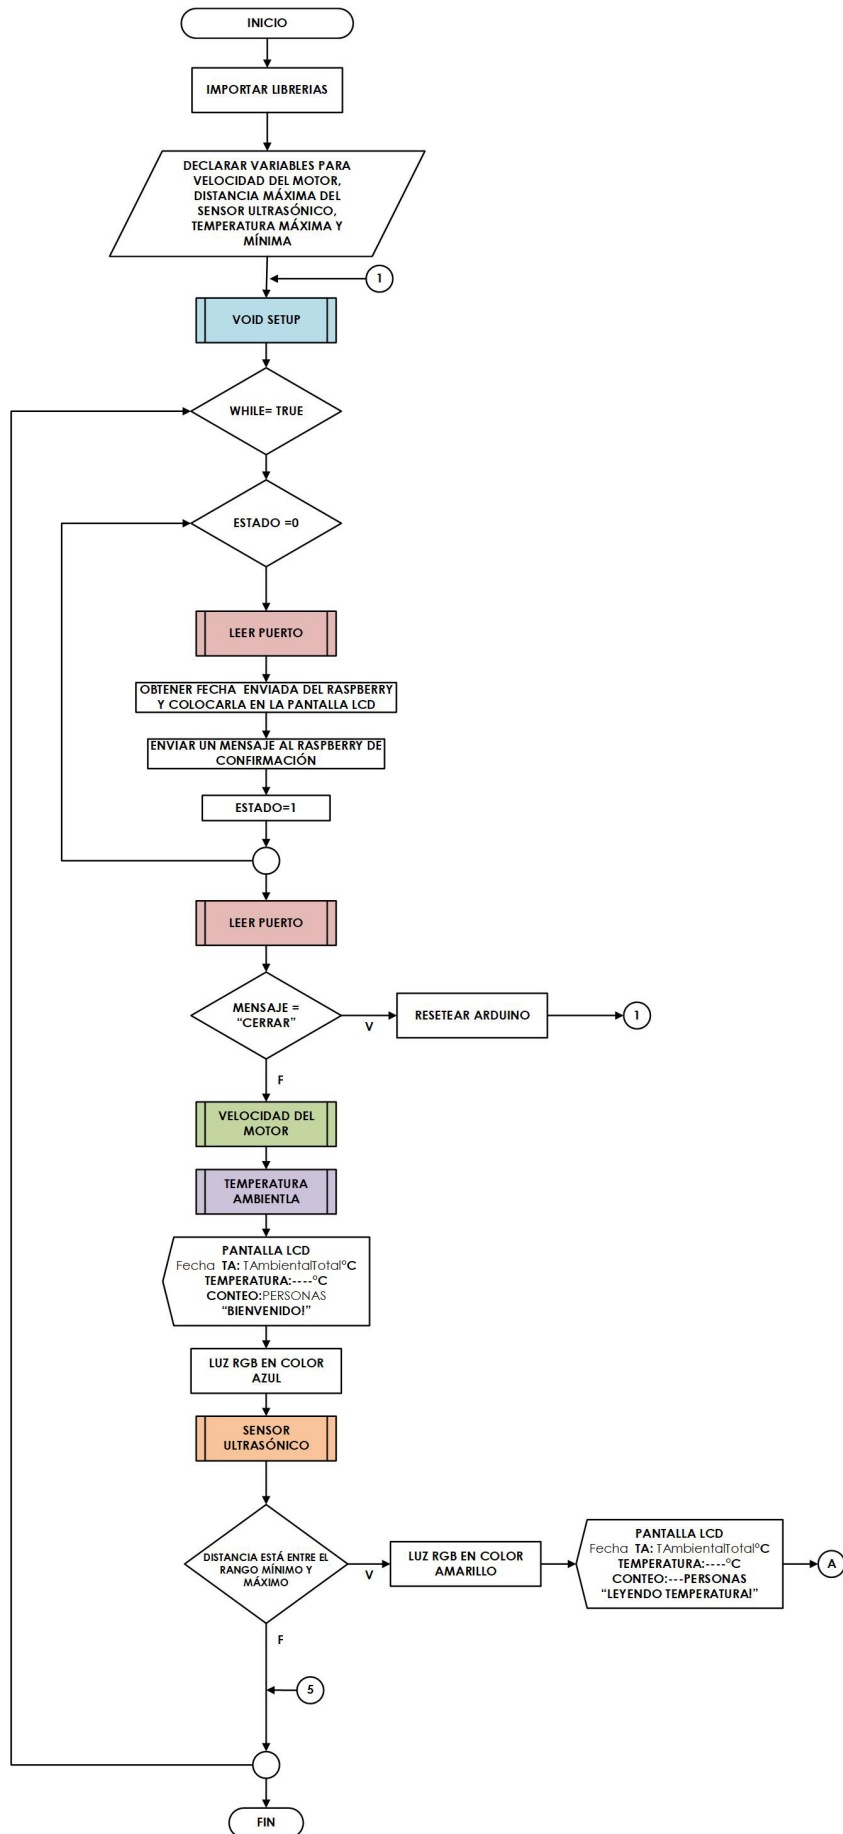 INICIO
IMPORTAR LIBRERIAS
DECLARAR VARIABLES PARA
VELOCIDAD DEL MOTOR,
DISTANCIA MÁXIMA DEL
SENSOR ULTRASÓNICO,
TEMPERATURA MÁXIMA Y
MÍNIMA
1
VOID SETUP
WHILE= TRUE
ESTADO =0
LEER PUERTO
OBTENER FECHA ENVIADA DEL RASPBERRY
Y COLOCARLA EN LA PANTALLA LCD
ENVIAR UN MENSAJE AL RASPBERRY DE
CONFIRMACIÓN
ESTADO=1
LEER PUERTO
MENSAJE =
“CERRAR”
V
RESETEAR ARDUINO
1
F
VELOCIDAD DEL
MOTOR
TEMPERATURA
AMBIENTLA
PANTALLA LCD
Fecha TA: TAmbientalTotalºC
TEMPERATURA:----ºC
CONTEO:PERSONAS
“BIENVENIDO!”
LUZ RGB EN COLOR
AZUL
SENSOR
ULTRASÓNICO
DISTANCIA ESTÁ ENTRE EL
RANGO MÍNIMO Y
MÁXIMO
V
LUZ RGB EN COLOR
AMARILLO
PANTALLA LCD
Fecha TA: TAmbientalTotalºC
TEMPERATURA:----ºC
CONTEO:---PERSONAS
“LEYENDO TEMPERATURA!”
A
F
5
FIN